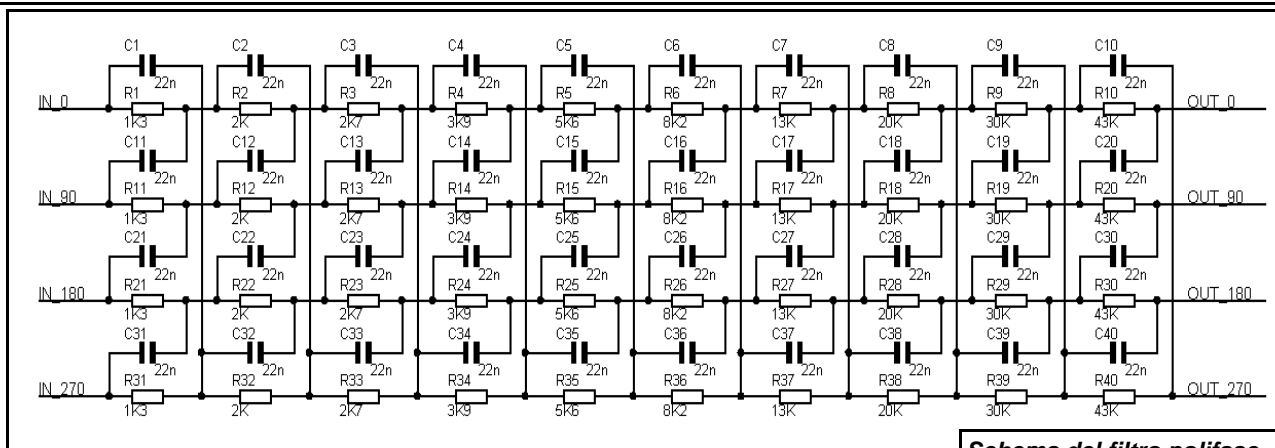 C1 C2 C3 C4 C5 C6 C7 C8 C9 C10
22n 22n 22n 22n 22n 22n 22n 22n 22n 22n
IN_0 R1 R2 R3 R4 R5 R6 R7 R8 R9 R10 OUT_0
1K3 2K 2K7 3K9 5K6 8K2 13K 20K 30K 43K
C11 C12 C13 C14 C15 C16 C17 C18 C19 C20
22n 22n 22n 22n 22n 22n 22n 22n 22n 22n
IN_90 R11 R12 R13 R14 R15 R16 R17 R18 R19 R20 OUT_90
1K3 2K 2K7 3K9 5K6 8K2 13K 20K 30K 43K
C21 C22 C23 C24 C25 C26 C27 C28 C29 C30
22n 22n 22n 22n 22n 22n 22n 22n 22n 22n
IN_180 R21 R22 R23 R24 R25 R26 R27 R28 R29 R30 OUT_180
1K3 2K 2K7 3K9 5K6 8K2 13K 20K 30K 43K
C31 C32 C33 C34 C35 C36 C37 C38 C39 C40
22n 22n 22n 22n 22n 22n 22n 22n 22n 22n
IN_270 R31 R32 R33 R34 R35 R36 R37 R38 R39 R40 OUT_270
1K3 2K 2K7 3K9 5K6 8K2 13K 20K 30K 43K
Schema del filtro polifase